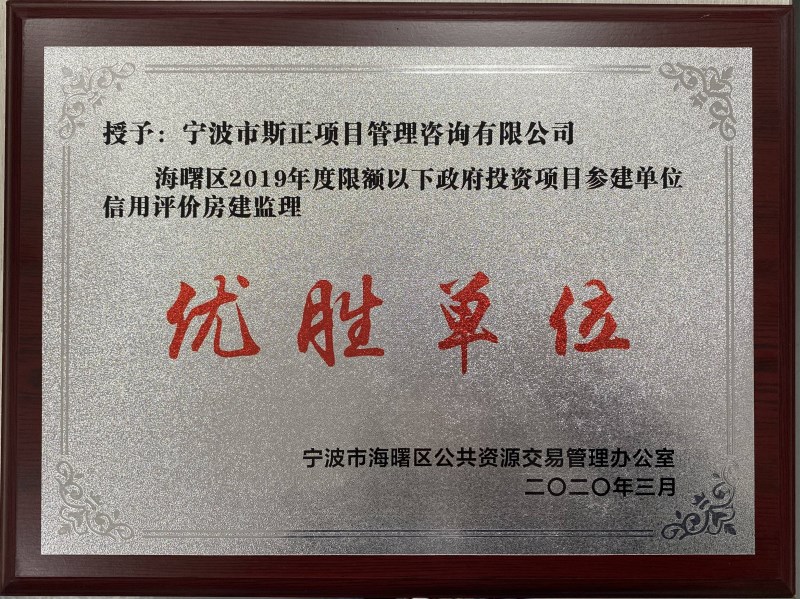 授予：宁波市斯正项目管理咨询有限公司
海曙区2019年度限额以下政府投资项目参建单位
信用评价房建监理
优胜单位
宁波市海曙区公共资源交易管理办公室
二〇二〇年三月